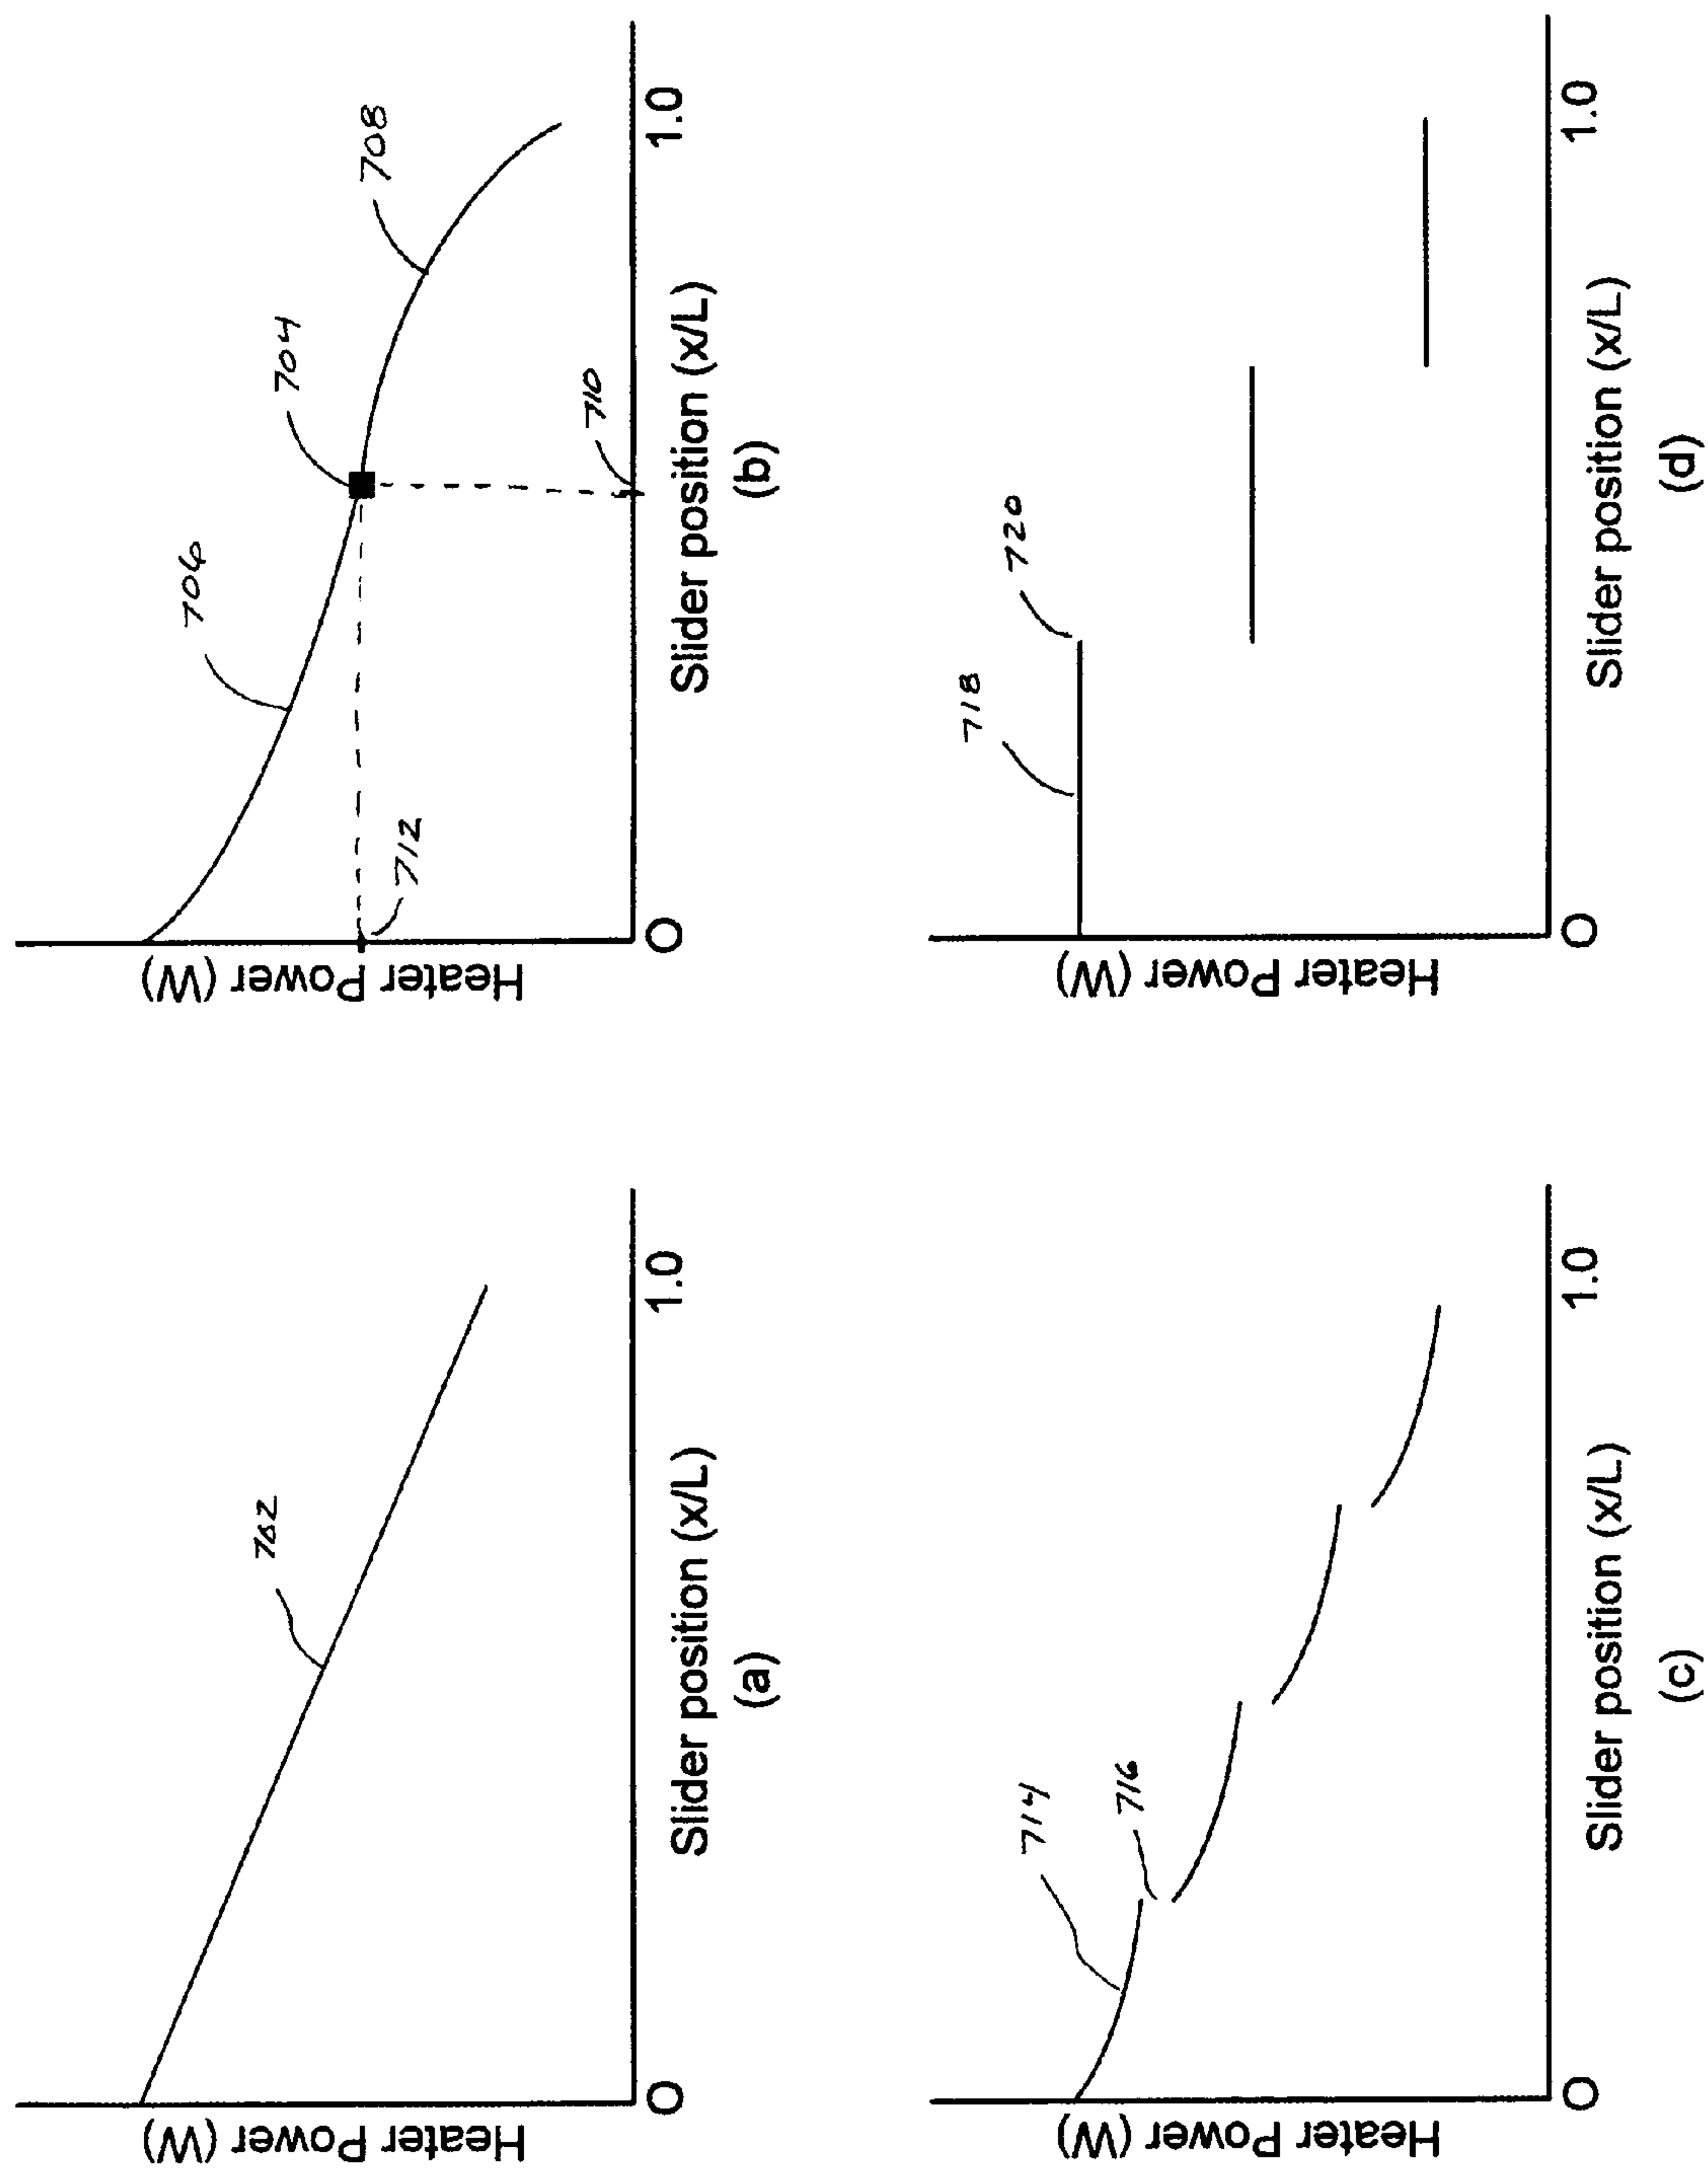 702
Heater Power (W)
0
1.0
Slider position (x/L)
(a)
708
704
706
710
712
Heater Power (W)
0
1.0
Slider position (x/L)
(b)
714
716
Heater Power (W)
0
1.0
Slider position (x/L)
(c)
718
720
Heater Power (W)
0
1.0
Slider position (x/L)
(d)